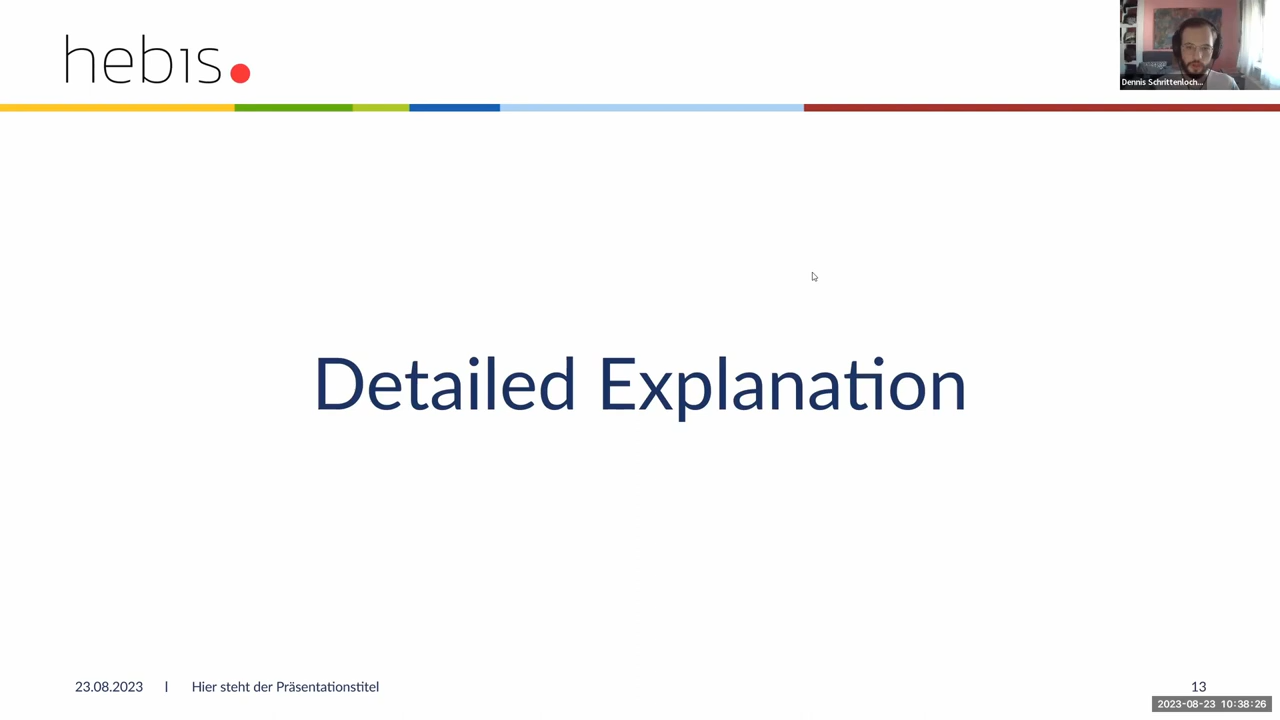 hebis
Dennis Schrittenloch...
Detailed Explanation
23.08.2023 | Hier steht der Präsentationstitel
13
2023-08-23 10:38:26